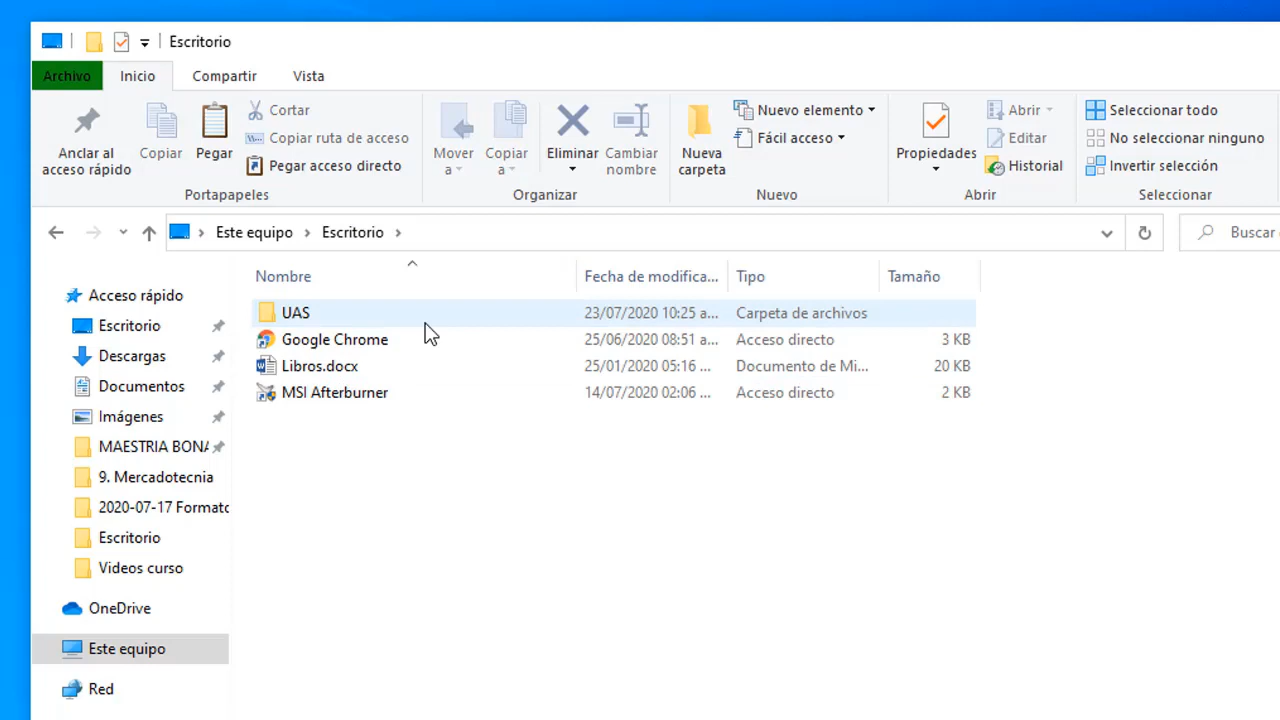 Escritorio
Archivo Inicio Compartir Vista
Anclar al acceso rápido
Copiar
Pegar
Cortar
Copiar ruta de acceso
Pegar acceso directo
Portapapeles
Mover a
Copiar a
Eliminar
Cambiar nombre
Organizar
Nueva carpeta
Nuevo elemento
Fácil acceso
Nuevo
Propiedades
Abrir
Editar
Historial
Abrir
Seleccionar todo
No seleccionar ninguno
Invertir selección
Seleccionar
Este equipo > Escritorio >
Buscar
Acceso rápido
Escritorio
Descargas
Documentos
Imágenes
MAESTRIA BONA
9. Mercadotecnia
2020-07-17 Formato
Escritorio
Videos curso
OneDrive
Este equipo
Red
Nombre Fecha de modifica... Tipo Tamaño
UAS 23/07/2020 10:25 a... Carpeta de archivos
Google Chrome 25/06/2020 08:51 a... Acceso directo 3 KB
Libros.docx 25/01/2020 05:16 ... Documento de Mi... 20 KB
MSI Afterburner 14/07/2020 02:06 ... Acceso directo 2 KB